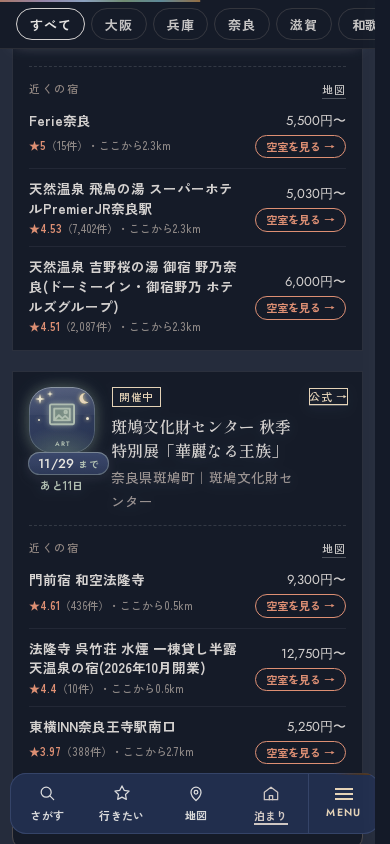 すべて 大阪 兵庫 奈良 滋賀 和歌
近くの宿 地図
Ferie奈良 5,500円〜
★5（15件）・ここから2.3km 空室を見る →
天然温泉 飛鳥の湯 スーパーホテ
ルPremierJR奈良駅 5,030円〜
★4.53（7,402件）・ここから2.3km 空室を見る →
天然温泉 吉野桜の湯 御宿 野乃奈
良(ドーミーイン・御宿野乃 ホテ
ルズグループ) 6,000円〜
★4.51（2,087件）・ここから2.3km 空室を見る →
開催中 公式 →
斑鳩文化財センター 秋季
特別展「華麗なる王族」
奈良県斑鳩町｜斑鳩文化財セ
ンター
ART
11/29 まで
あと11日
近くの宿 地図
門前宿 和空法隆寺 9,300円〜
★4.61（436件）・ここから0.5km 空室を見る →
法隆寺 呉竹荘 水煙 一棟貸し半露
天温泉の宿(2026年10月開業) 12,750円〜
★4.4（10件）・ここから0.6km 空室を見る →
東横INN奈良王寺駅南口 5,250円〜
★3.97（388件）・ここから2.7km 空室を見る →
さがす 行きたい 地図 泊まり MENU